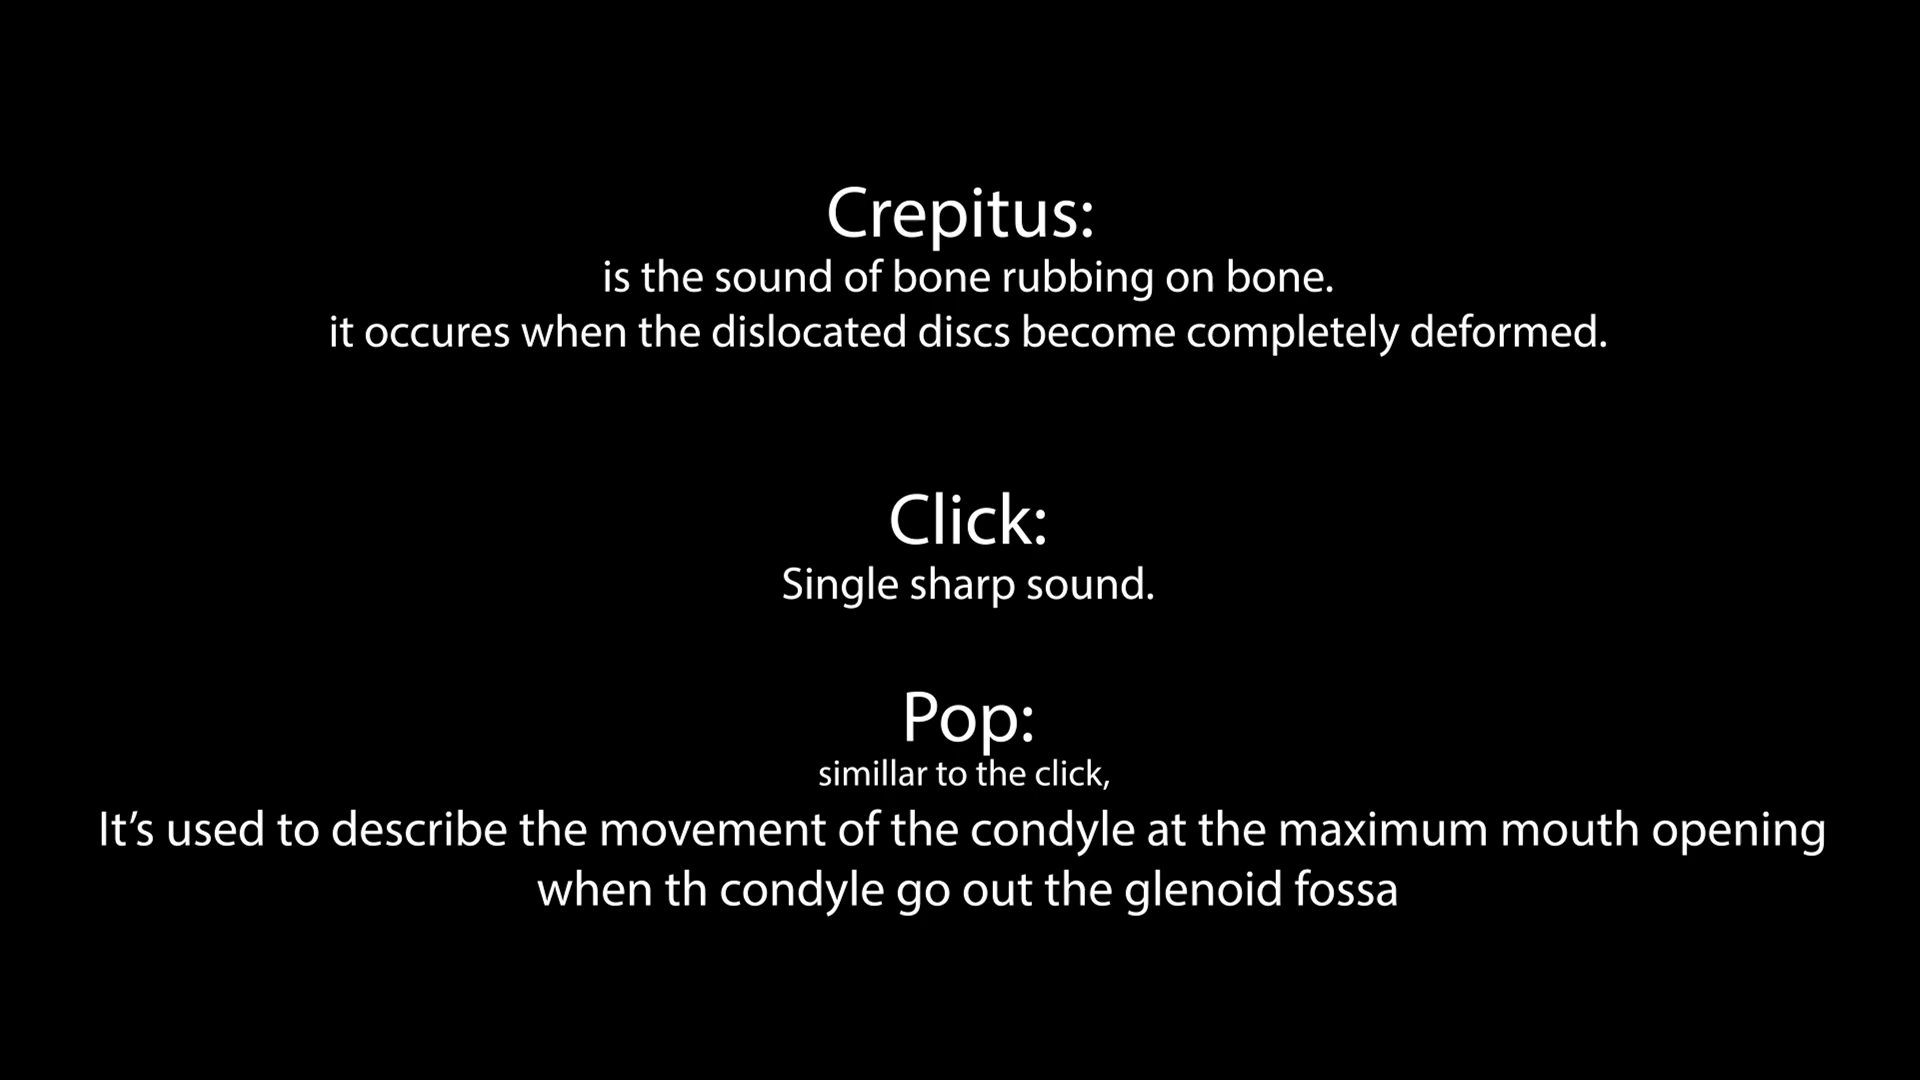 Crepitus:
is the sound of bone rubbing on bone.
it occures when the dislocated discs become completely deformed.
Click:
Single sharp sound.
Pop:
simillar to the click,
It’s used to describe the movement of the condyle at the maximum mouth opening
when th condyle go out the glenoid fossa